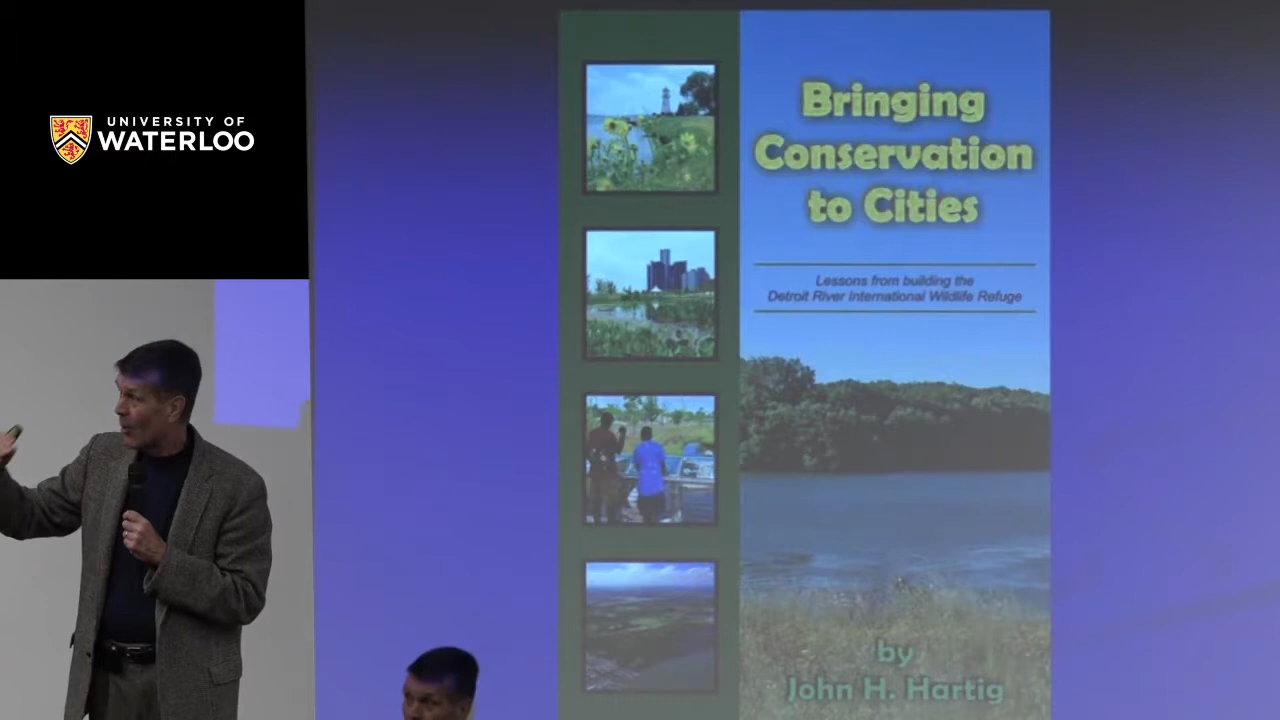 UNIVERSITY OF
WATERLOO
Bringing
Conservation
to Cities
Lessons from building the
Detroit River International Wildlife Refuge
by
John H. Hartig